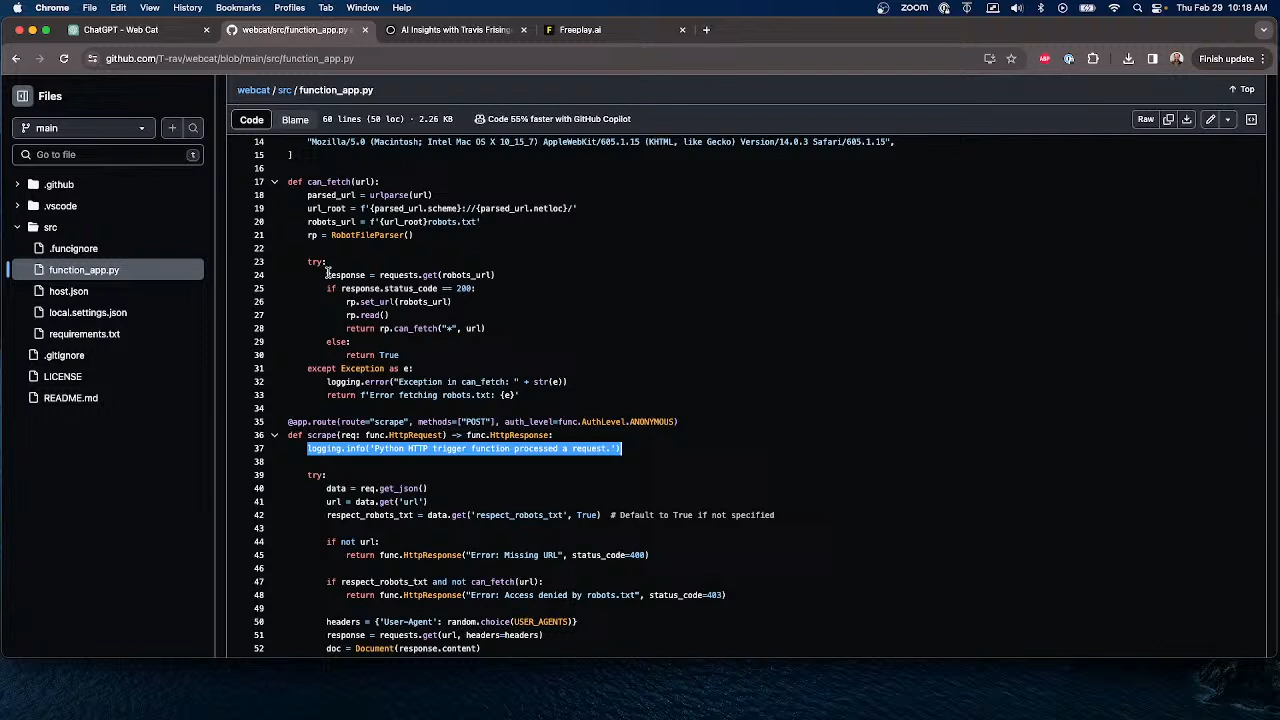 Chrome File Edit View History Bookmarks Profiles Tab Window Help zoom Thu Feb 29 10:18 AM
ChatGPT - Web Cat × webcat/src/function_app.py × AI Insights with Travis Frising × F Freeplay.ai ×
github.com/T-rav/webcat/blob/main/src/function_app.py ABP Finish update
Files
main
Go to file t
.github
.vscode
src
.funcignore
function_app.py
host.json
local.settings.json
requirements.txt
.gitignore
LICENSE
README.md
webcat / src / function_app.py Top
Code Blame 60 lines (50 loc) · 2.26 KB Code 55% faster with GitHub Copilot Raw
14 "Mozilla/5.0 (Macintosh; Intel Mac OS X 10_15_7) AppleWebKit/605.1.15 (KHTML, like Gecko) Version/14.0.3 Safari/605.1.15",
15 ]
16
17 def can_fetch(url):
18 parsed_url = urlparse(url)
19 url_root = f'{parsed_url.scheme}://{parsed_url.netloc}/'
20 robots_url = f'{url_root}robots.txt'
21 rp = RobotFileParser()
22
23 try:
24 response = requests.get(robots_url)
25 if response.status_code == 200:
26 rp.set_url(robots_url)
27 rp.read()
28 return rp.can_fetch("*", url)
29 else:
30 return True
31 except Exception as e:
32 logging.error("Exception in can_fetch: " + str(e))
33 return f'Error fetching robots.txt: {e}'
34
35 @app.route(route="scrape", methods=["POST"], auth_level=func.AuthLevel.ANONYMOUS)
36 def scrape(req: func.HttpRequest) -> func.HttpResponse:
37 logging.info('Python HTTP trigger function processed a request.')
38
39 try:
40 data = req.get_json()
41 url = data.get('url')
42 respect_robots_txt = data.get('respect_robots_txt', True) # Default to True if not specified
43
44 if not url:
45 return func.HttpResponse("Error: Missing URL", status_code=400)
46
47 if respect_robots_txt and not can_fetch(url):
48 return func.HttpResponse("Error: Access denied by robots.txt", status_code=403)
49
50 headers = {'User-Agent': random.choice(USER_AGENTS)}
51 response = requests.get(url, headers=headers)
52 doc = Document(response.content)